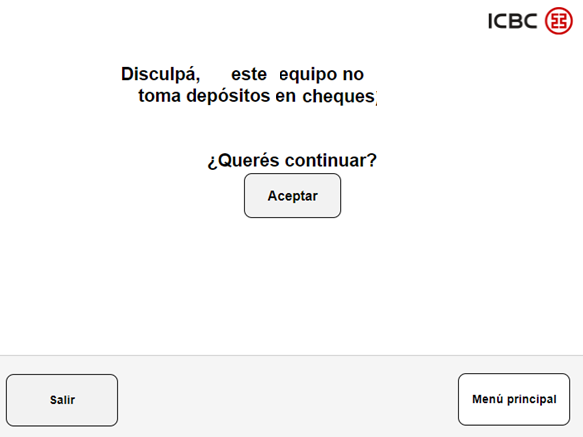 ICBC
Disculpá, este equipo no
toma depósitos en cheques;
¿Querés continuar?
Aceptar
Salir
Menú principal